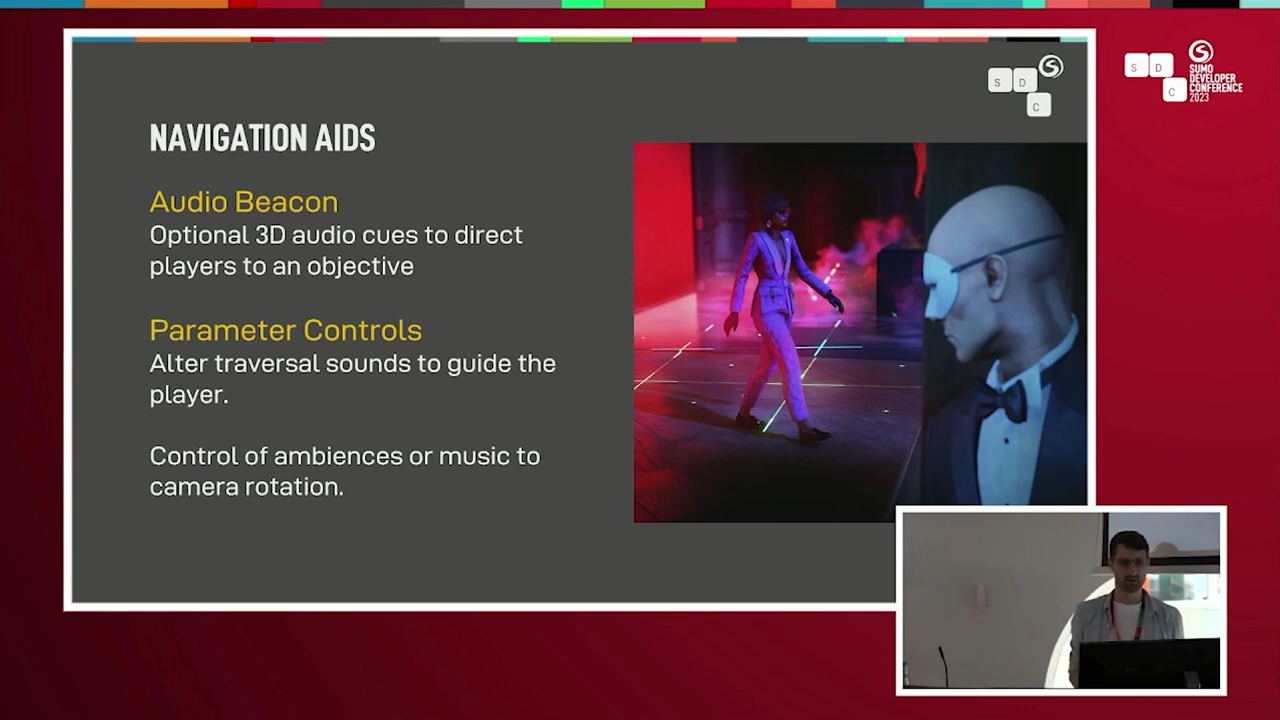 NAVIGATION AIDS
Audio Beacon
Optional 3D audio cues to direct
players to an objective
Parameter Controls
Alter traversal sounds to guide the
player.
Control of ambiences or music to
camera rotation.
S D
C
S D
C
SUMO
DEVELOPER
CONFERENCE
2023